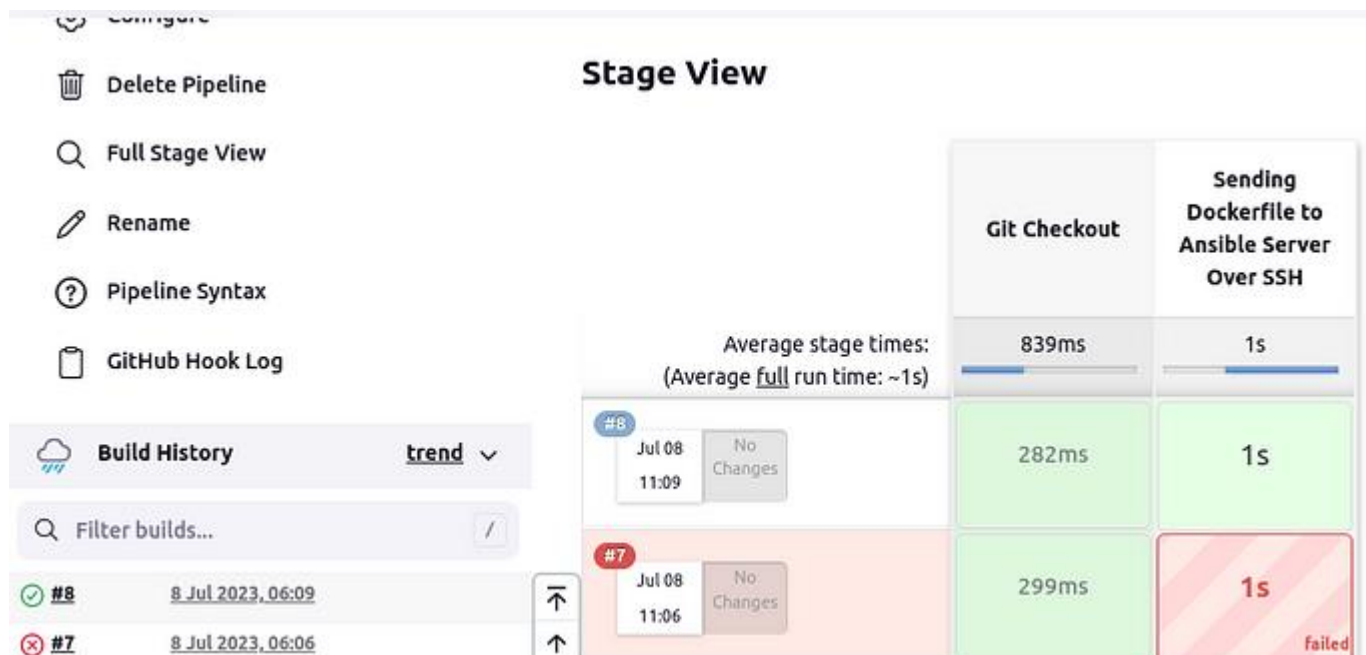 Configure
Delete Pipeline
Full Stage View
Rename
Pipeline Syntax
GitHub Hook Log
Build History trend
Filter builds... /
#8 8 Jul 2023, 06:09
#7 8 Jul 2023, 06:06
Stage View
Git Checkout
Sending
Dockerfile to
Ansible Server
Over SSH
Average stage times:
(Average full run time: ~1s)
839ms
1s
#8
Jul 08
11:09
No
Changes
282ms
1s
#7
Jul 08
11:06
No
Changes
299ms
1s
failed